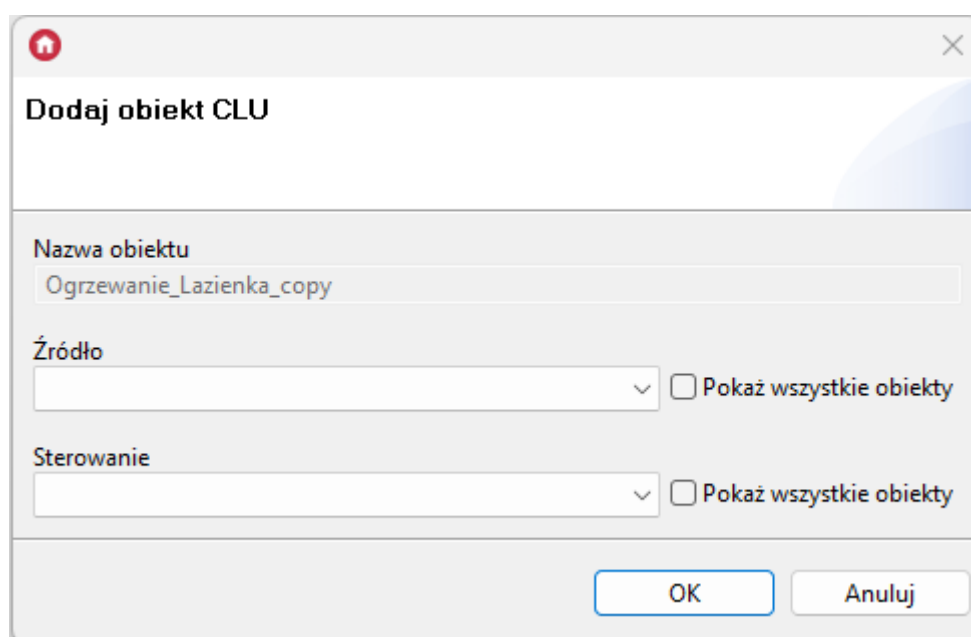 Dodaj obiekt CLU
Nazwa obiektu
Ogrzewanie_Lazienka_copy
Źródło
Pokaż wszystkie obiekty
Sterowanie
Pokaż wszystkie obiekty
OK Anuluj